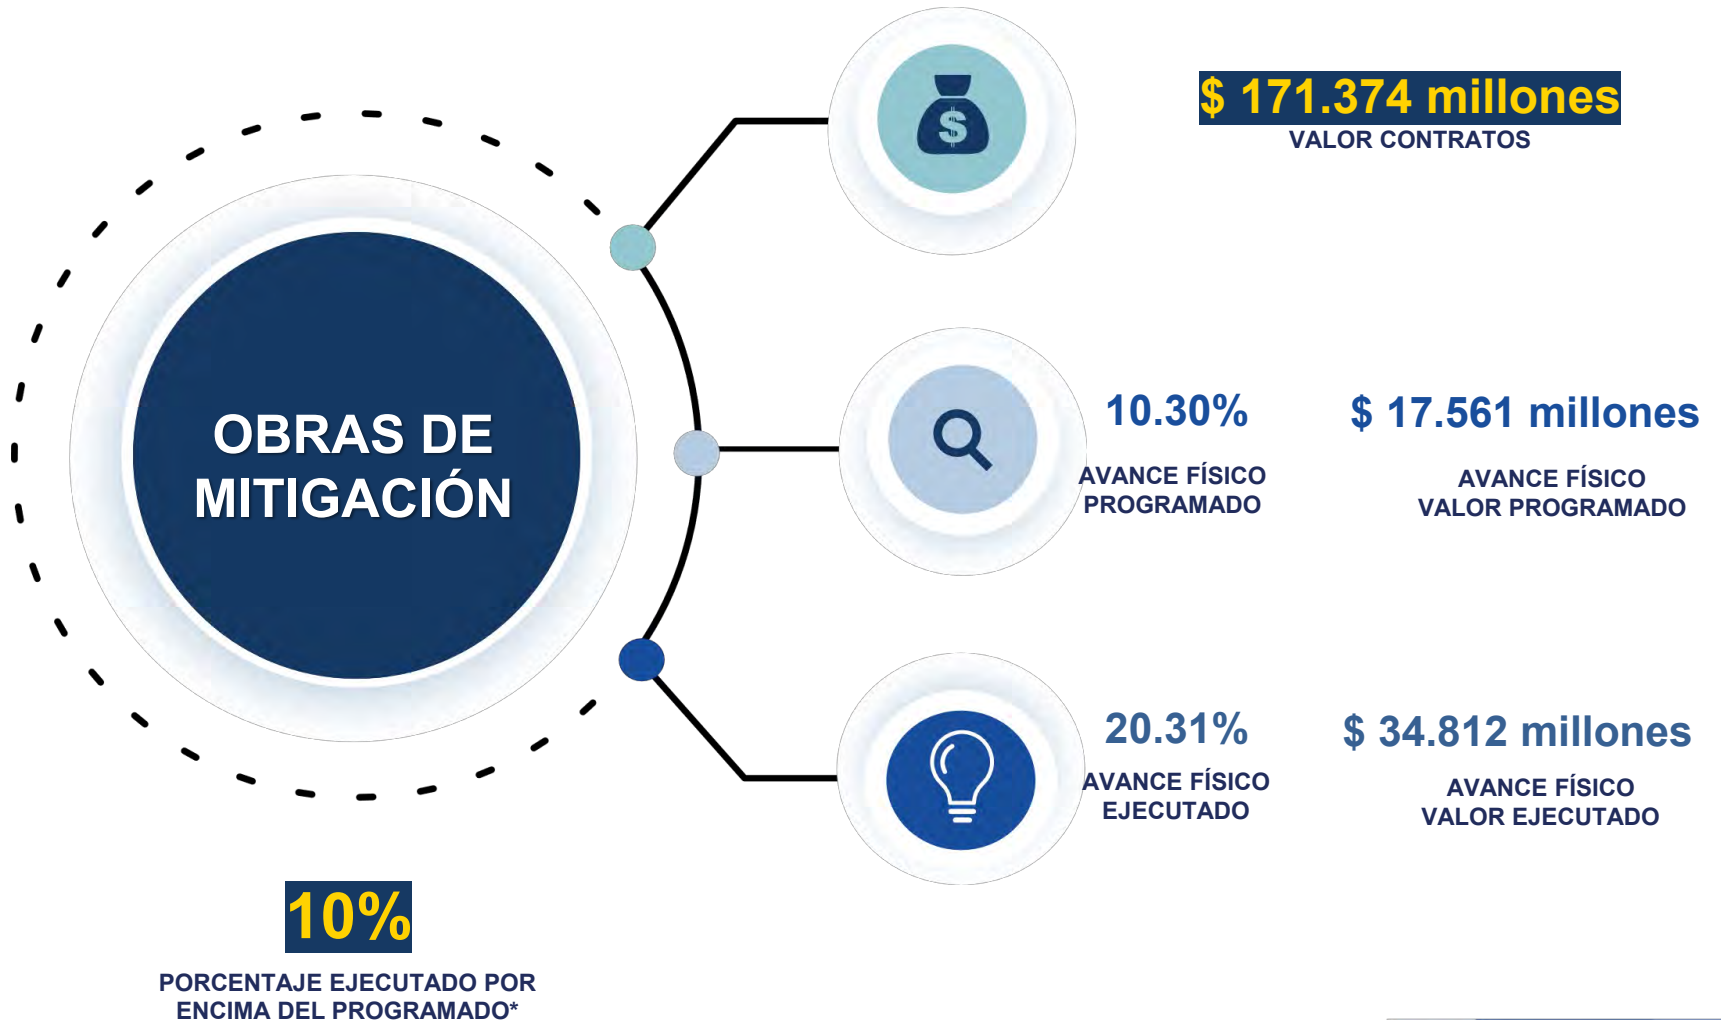 $ 171.374 millones
VALOR CONTRATOS
OBRAS DE
MITIGACIÓN
10.30%
AVANCE FÍSICO
PROGRAMADO
$ 17.561 millones
AVANCE FÍSICO
VALOR PROGRAMADO
20.31%
AVANCE FÍSICO
EJECUTADO
$ 34.812 millones
AVANCE FÍSICO
VALOR EJECUTADO
10%
PORCENTAJE EJECUTADO POR
ENCIMA DEL PROGRAMADO*